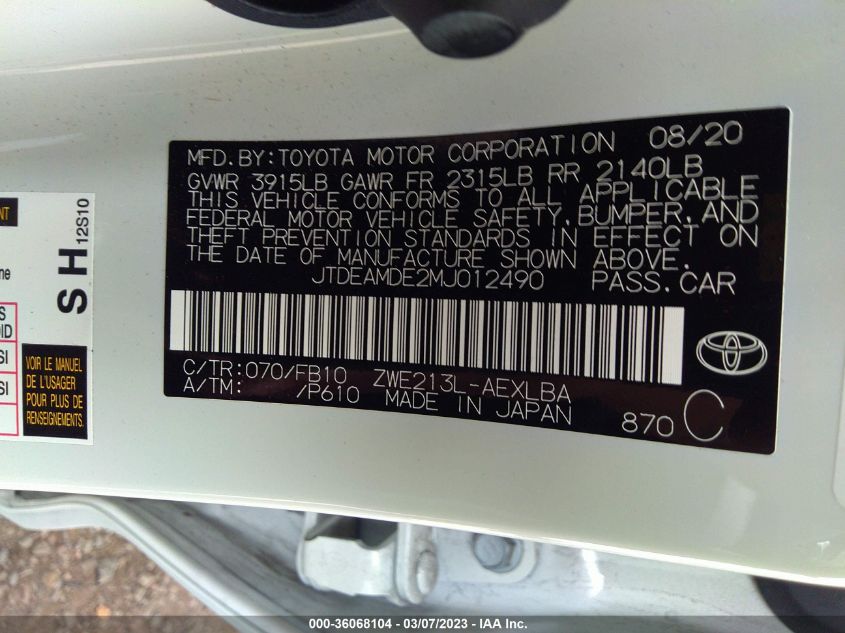 MFD.BY:TOYOTA MOTOR CORPORATION 08/20
GVWR 3915LB GAWR FR 2315LB RR 2140LB
THIS VEHICLE CONFORMS TO ALL APPLICABLE
FEDERAL MOTOR VEHICLE SAFETY, BUMPER, AND
THEFT PREVENTION STANDARDS IN EFFECT ON
THE DATE OF MANUFACTURE SHOWN ABOVE.
JTDEAMDE2MJ012490 PASS.CAR
C/TR:070/FB10 ZWE213L-AEXLBA
A/TM: /P610 MADE IN JAPAN
870 C
SH
12S10
VOIR LE MANUEL
DE L'USAGER
POUR PLUS DE
RENSEIGNEMENTS.
000-36068104 - 03/07/2023 - IAA Inc.